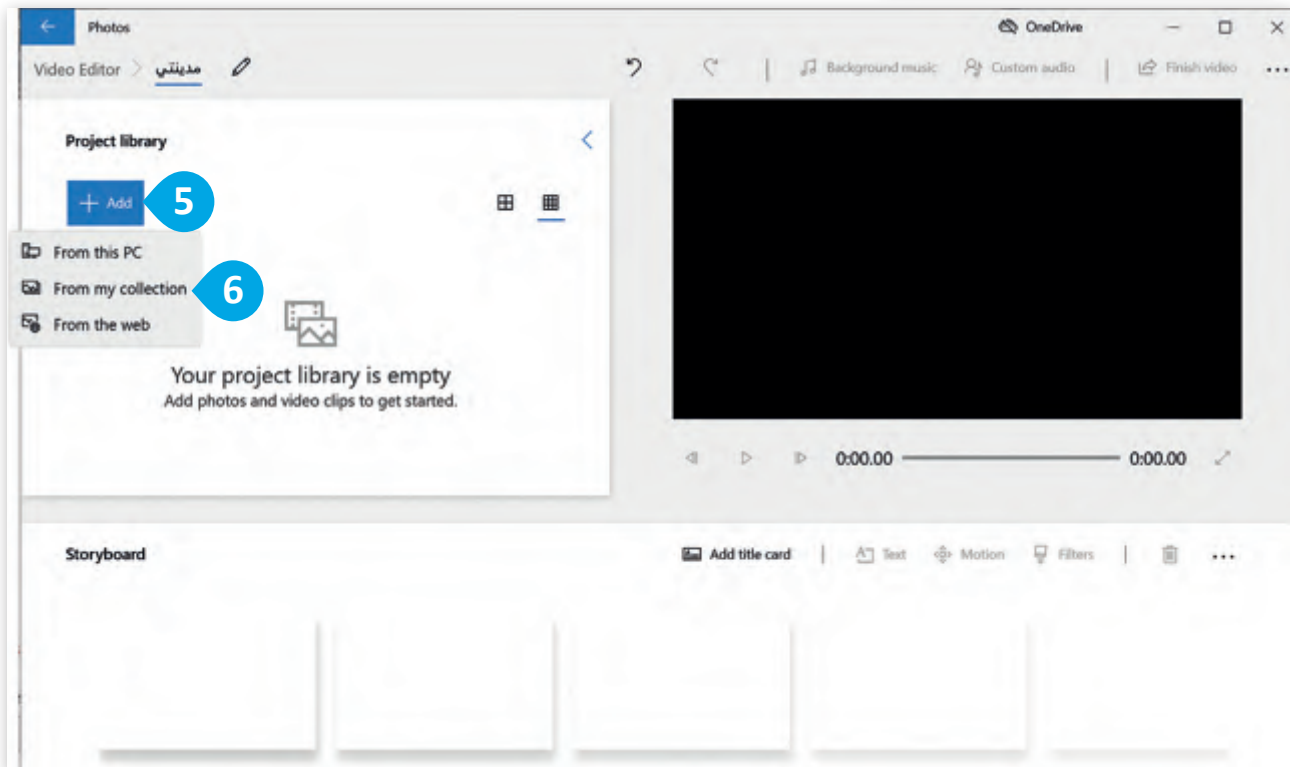 Photos OneDrive
Video Editor مدينتي Background music Custom audio Finish video
Project library
Add 5
From this PC
From my collection 6
From the web
Your project library is empty
Add photos and video clips to get started.
0:00.00 0:00.00
Storyboard Add title card Text Motion Filters